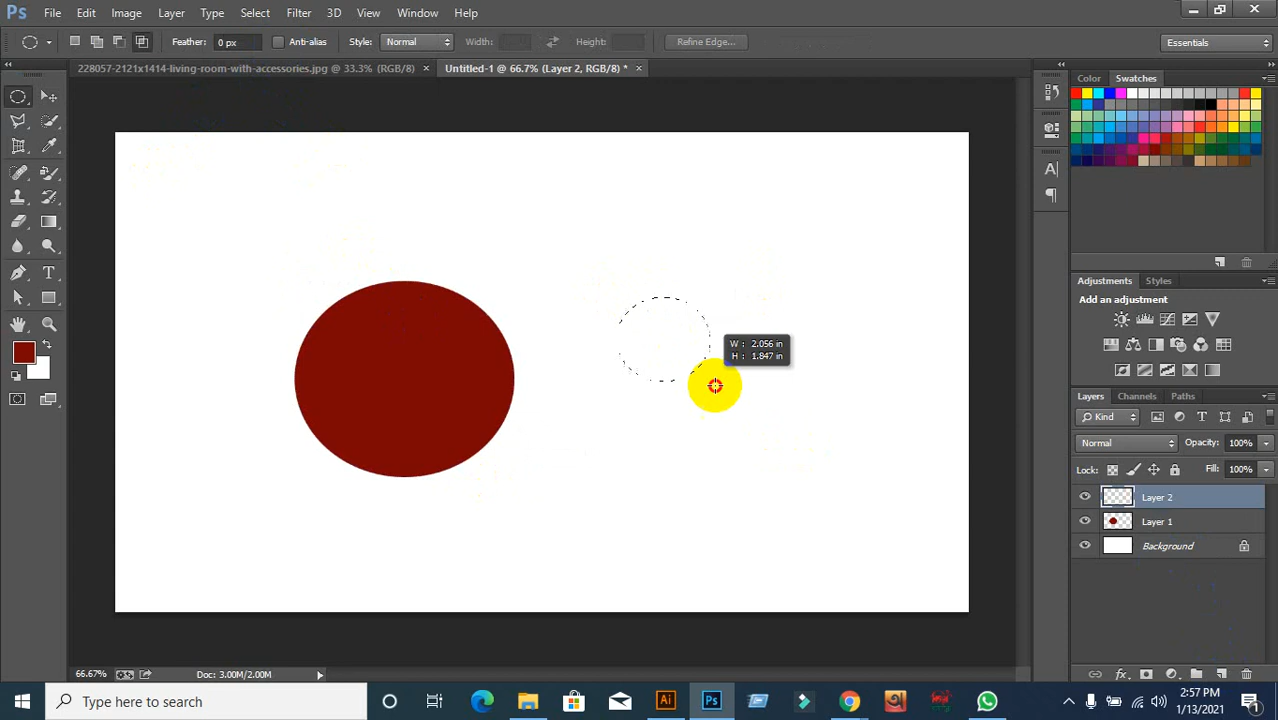 Ps File Edit Image Layer Type Select Filter 3D View Window Help
Feather: 0 px Anti-alias Style: Normal Width: Height: Refine Edge... Essentials
228057-2121x1414-living-room-with-accessories.jpg @ 33.3% (RGB/8) × Untitled-1 @ 66.7% (Layer 2, RGB/8) * ×
Color Swatches
W : 2.056 in
H : 1.847 in
Adjustments Styles
Add an adjustment
Layers Channels Paths
Kind
Normal Opacity: 100%
Lock: Fill: 100%
Layer 2
Layer 1
Background
66.67% Doc: 3.00M/2.00M
Type here to search
Ai Ps
2:57 PM
1/13/2021
1